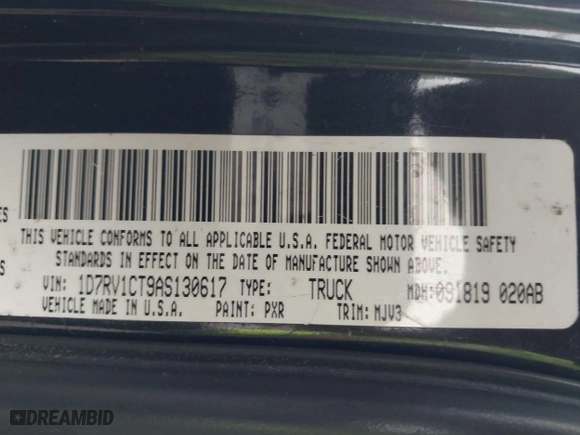 ES
THIS VEHICLE CONFORMS TO ALL APPLICABLE U.S.A. FEDERAL MOTOR VEHICLE SAFETY
STANDARDS IN EFFECT ON THE DATE OF MANUFACTURE SHOWN ABOVE.
S
VIN: 1D7RV1CT9AS130617 TYPE: TRUCK MDH:091819 020AB
VEHICLE MADE IN U.S.A. PAINT: PXR TRIM: MJV3
DREAMBID